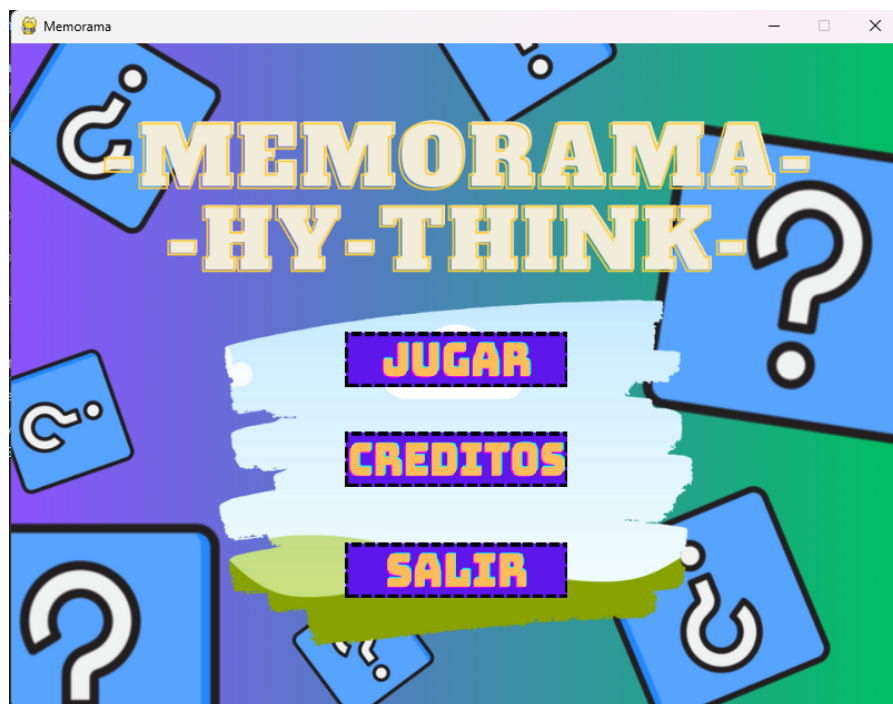 Memorama
-MEMORAMA-
-HY-THINK-
JUGAR
CREDITOS
SALIR